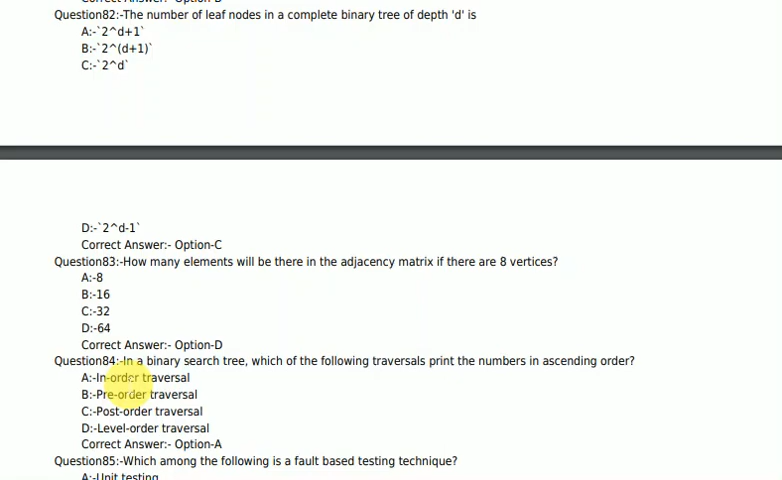 Question82:-The number of leaf nodes in a complete binary tree of depth 'd' is
A:-`2^d+1`
B:-`2^(d+1)`
C:-`2^d`
D:-`2^d-1`
Correct Answer:- Option-C
Question83:-How many elements will be there in the adjacency matrix if there are 8 vertices?
A:-8
B:-16
C:-32
D:-64
Correct Answer:- Option-D
Question84:-In a binary search tree, which of the following traversals print the numbers in ascending order?
A:-In-order traversal
B:-Pre-order traversal
C:-Post-order traversal
D:-Level-order traversal
Correct Answer:- Option-A
Question85:-Which among the following is a fault based testing technique?
A:-Unit testing